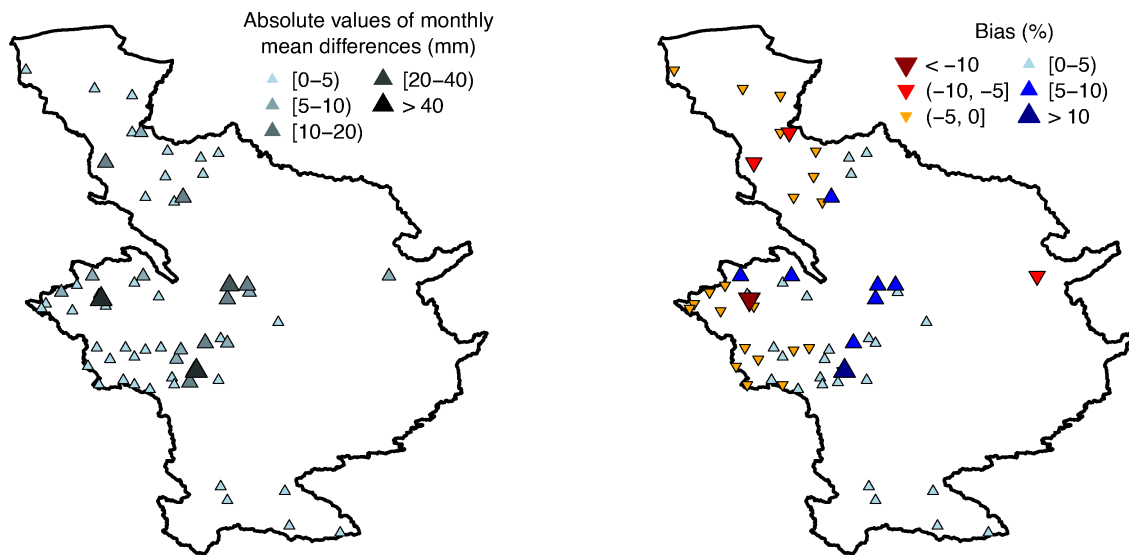 Absolute values of monthly
mean differences (mm)
[0−5) [20−40)
[5−10) > 40
[10−20)
Bias (%)
< −10 [0−5)
(−10, −5] [5−10)
(−5, 0] > 10